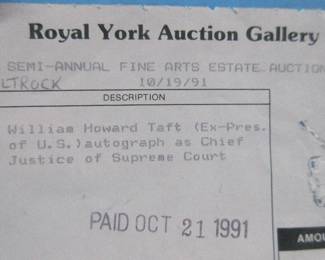 Royal York Auction Gallery
SEMI-ANNUAL FINE ARTS ESTATE AUCTION
LTROCK 10/19/91
DESCRIPTION
William Howard Taft (Ex-Pres.
of U.S.)autograph as Chief
Justice of Supreme Court
PAID OCT 21 1991
AMOU